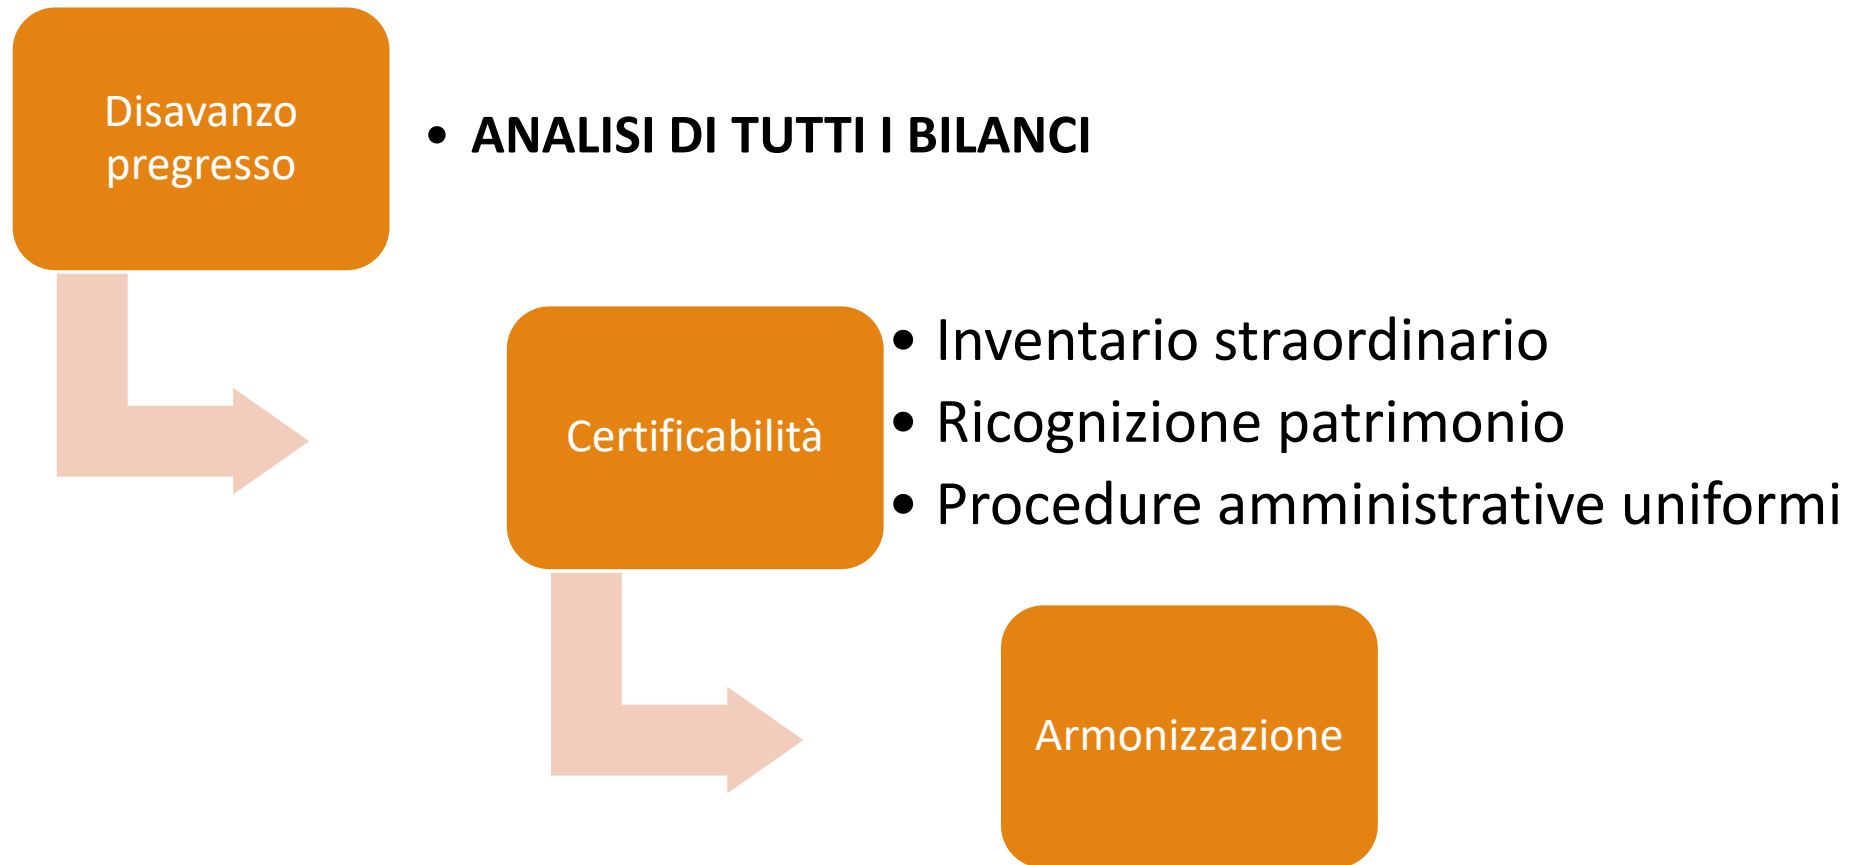 Disavanzo
pregresso
• ANALISI DI TUTTI I BILANCI
Certificabilità
• Inventario straordinario
• Ricognizione patrimonio
• Procedure amministrative uniformi
Armonizzazione